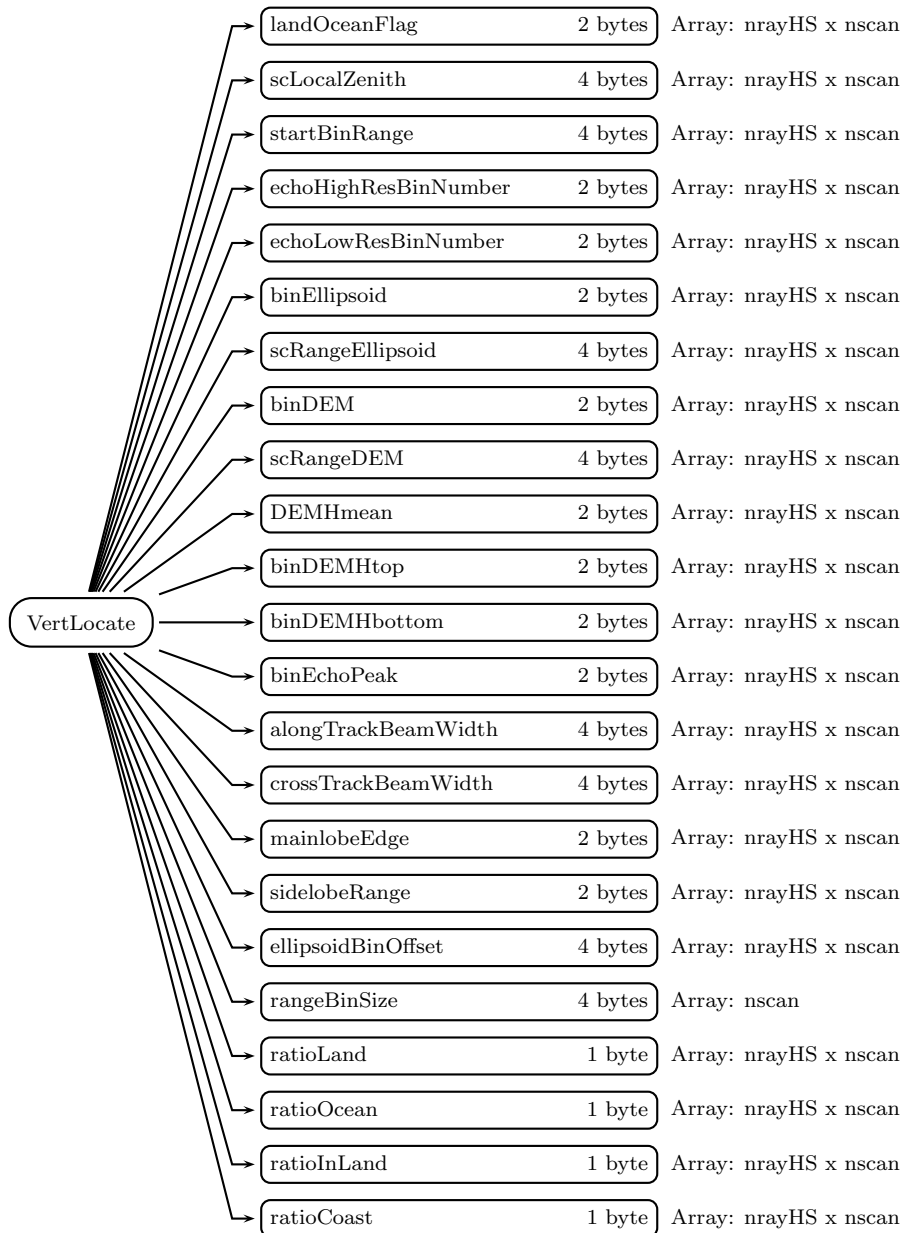 landOceanFlag 2 bytes Array: nrayHS x nscan
scLocalZenith 4 bytes Array: nrayHS x nscan
startBinRange 4 bytes Array: nrayHS x nscan
echoHighResBinNumber 2 bytes Array: nrayHS x nscan
echoLowResBinNumber 2 bytes Array: nrayHS x nscan
binEllipsoid 2 bytes Array: nrayHS x nscan
scRangeEllipsoid 4 bytes Array: nrayHS x nscan
binDEM 2 bytes Array: nrayHS x nscan
scRangeDEM 4 bytes Array: nrayHS x nscan
DEMHmean 2 bytes Array: nrayHS x nscan
binDEMHtop 2 bytes Array: nrayHS x nscan
VertLocate binDEMHbottom 2 bytes Array: nrayHS x nscan
binEchoPeak 2 bytes Array: nrayHS x nscan
alongTrackBeamWidth 4 bytes Array: nrayHS x nscan
crossTrackBeamWidth 4 bytes Array: nrayHS x nscan
mainlobeEdge 2 bytes Array: nrayHS x nscan
sidelobeRange 2 bytes Array: nrayHS x nscan
ellipsoidBinOffset 4 bytes Array: nrayHS x nscan
rangeBinSize 4 bytes Array: nscan
ratioLand 1 byte Array: nrayHS x nscan
ratioOcean 1 byte Array: nrayHS x nscan
ratioInLand 1 byte Array: nrayHS x nscan
ratioCoast 1 byte Array: nrayHS x nscan